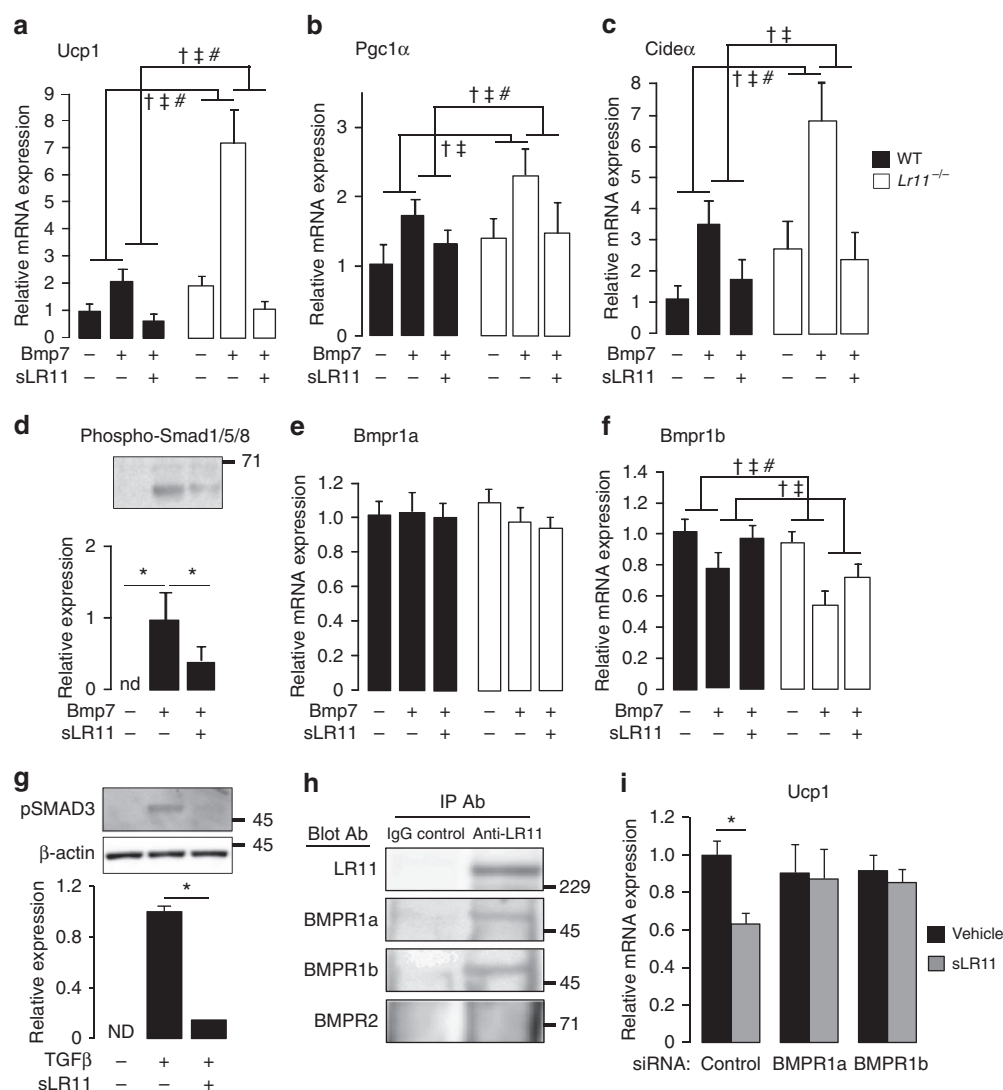 a
Ucp1
† ‡ #
† ‡ #
Relative mRNA expression
9
8
7
6
5
4
3
2
1
0
Bmp7 – + + – + +
sLR11 – – + – – +
b
Pgc1α
† ‡ #
† ‡
Relative mRNA expression
3
2
1
0
Bmp7 – + + – + +
sLR11 – – + – – +
c
Cideα
† ‡
† ‡ #
Relative mRNA expression
8
7
6
5
4
3
2
1
0
Bmp7 – + + – + +
sLR11 – – + – – +
WT
Lr11–/–
d
Phospho-Smad1/5/8
71
Relative expression
2
1
0
* *
nd
Bmp7 – + +
sLR11 – – +
e
Bmpr1a
Relative mRNA expression
1.2
1.0
0.8
0.6
0.4
0.2
0
Bmp7 – + + – + +
sLR11 – – + – – +
f
Bmpr1b
† ‡ #
† ‡
Relative mRNA expression
1.4
1.2
1.0
0.8
0.6
0.4
0.2
0
Bmp7 – + + – + +
sLR11 – – + – – +
g
pSMAD3
45
β-actin
45
Relative expression
1.2
0.8
0.4
0
*
ND
TGFβ – + +
sLR11 – – +
h
IP Ab
Blot Ab IgG control Anti-LR11
LR11
229
BMPR1a
45
BMPR1b
45
BMPR2
71
i
Ucp1
*
Relative mRNA expression
1.2
1.0
0.8
0.6
0.4
0.2
0
siRNA: Control BMPR1a BMPR1b
Vehicle
sLR11